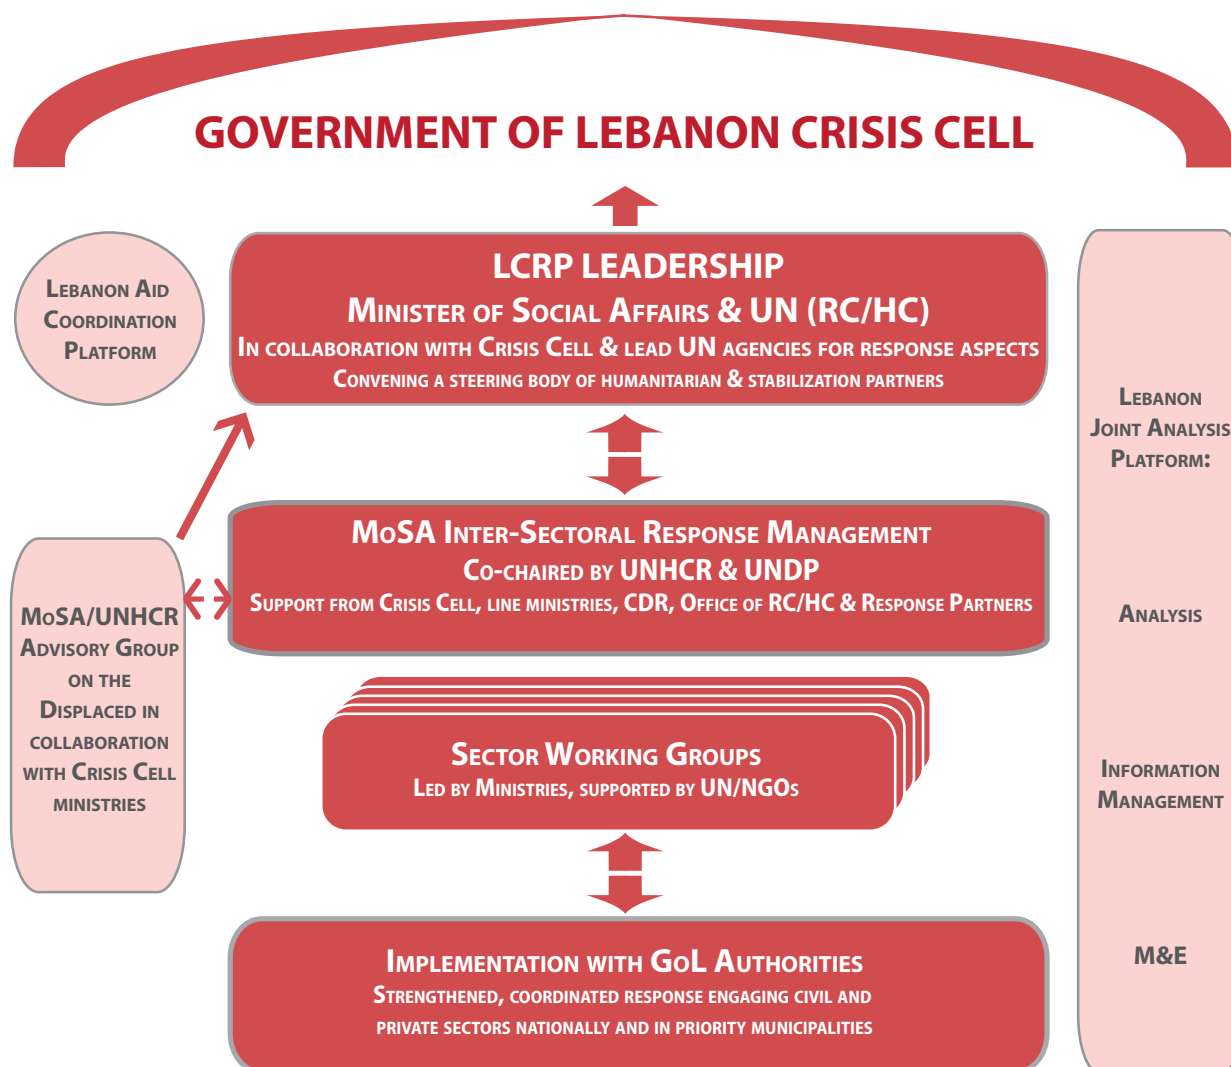 GOVERNMENT OF LEBANON CRISIS CELL
Lebanon Aid
Coordination
Platform
LCRP LEADERSHIP
Minister of Social Affairs & UN (RC/HC)
In collaboration with Crisis Cell & lead UN agencies for response aspects
Convening a steering body of humanitarian & stabilization partners
MoSA Inter-Sectoral Response Management
Co-chaired by UNHCR & UNDP
Support from Crisis Cell, line ministries, CDR, Office of RC/HC & Response Partners
MoSA/UNHCR
Advisory Group
on the
Displaced in
collaboration
with Crisis Cell
ministries
Sector Working Groups
Led by Ministries, supported by UN/NGOs
Implementation with GoL Authorities
Strengthened, coordinated response engaging civil and
private sectors nationally and in priority municipalities
Lebanon
Joint Analysis
Platform:
Analysis
Information
Management
M&E